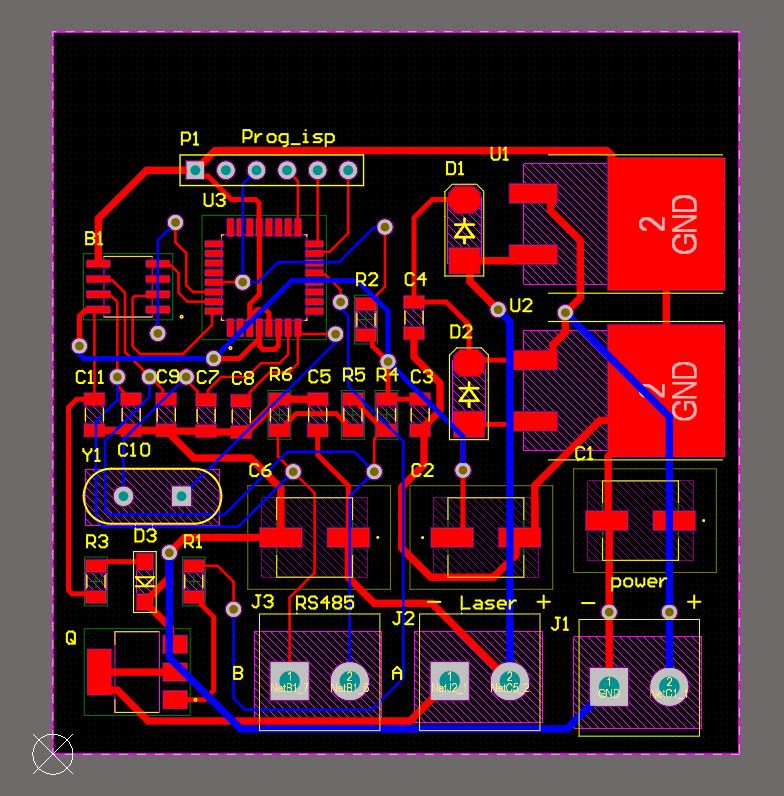 P1 Prog_isp
U1
D1
U3
2
GND
B1
R2 C4
U2
D2
2
GND
C11 C9 C7 C8 R6 C5 R5 R4 C3
C10
Y1
C6 C2 C1
D3
R3 R1
power
J3 RS485 - Laser + - +
J2 J1
Q
B A
1 2 1 2 1 2
NetB1_7 NetJ2_1 NetC5_2 GND